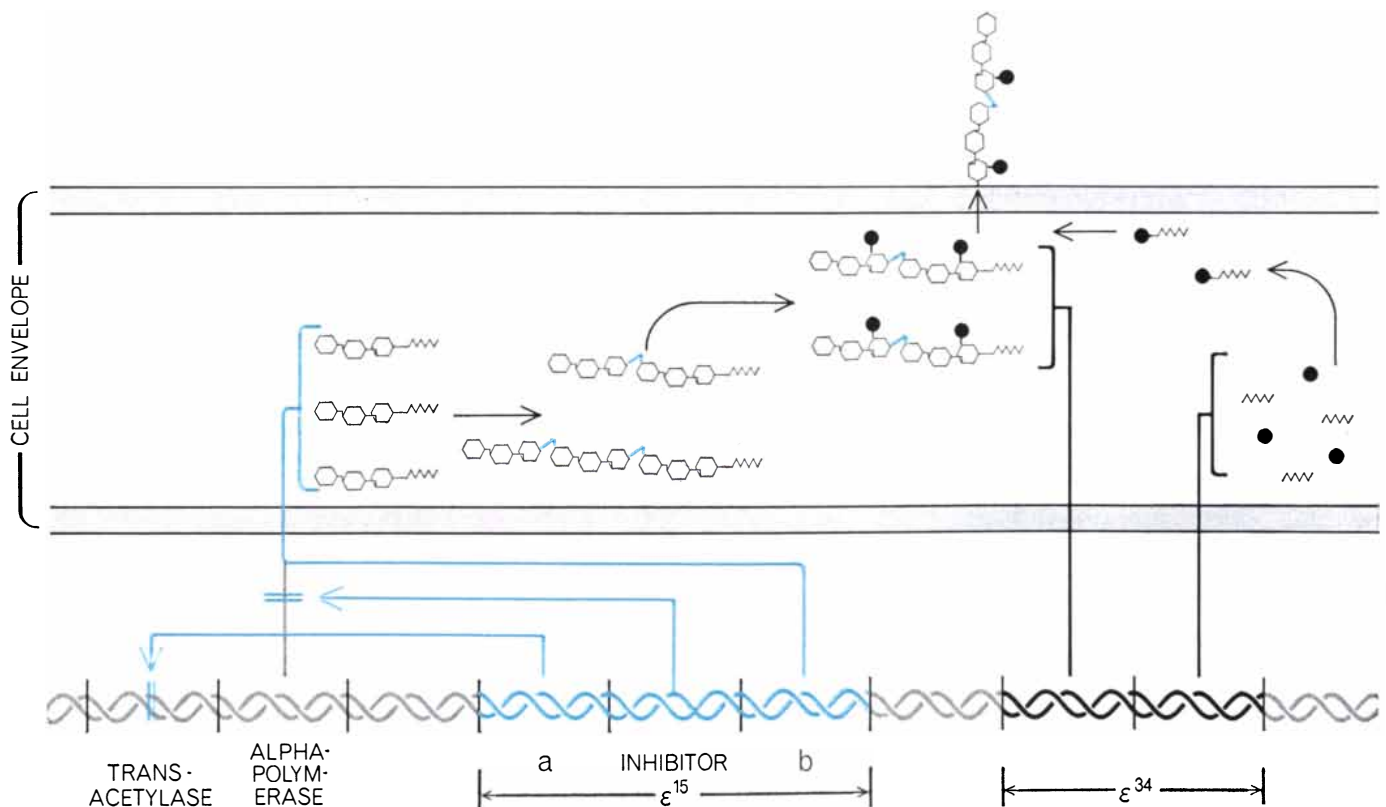 CELL ENVELOPE
TRANS-
ACETYLASE
ALPHA-
POLYM-
ERASE
a
INHIBITOR
b
ε15
ε34